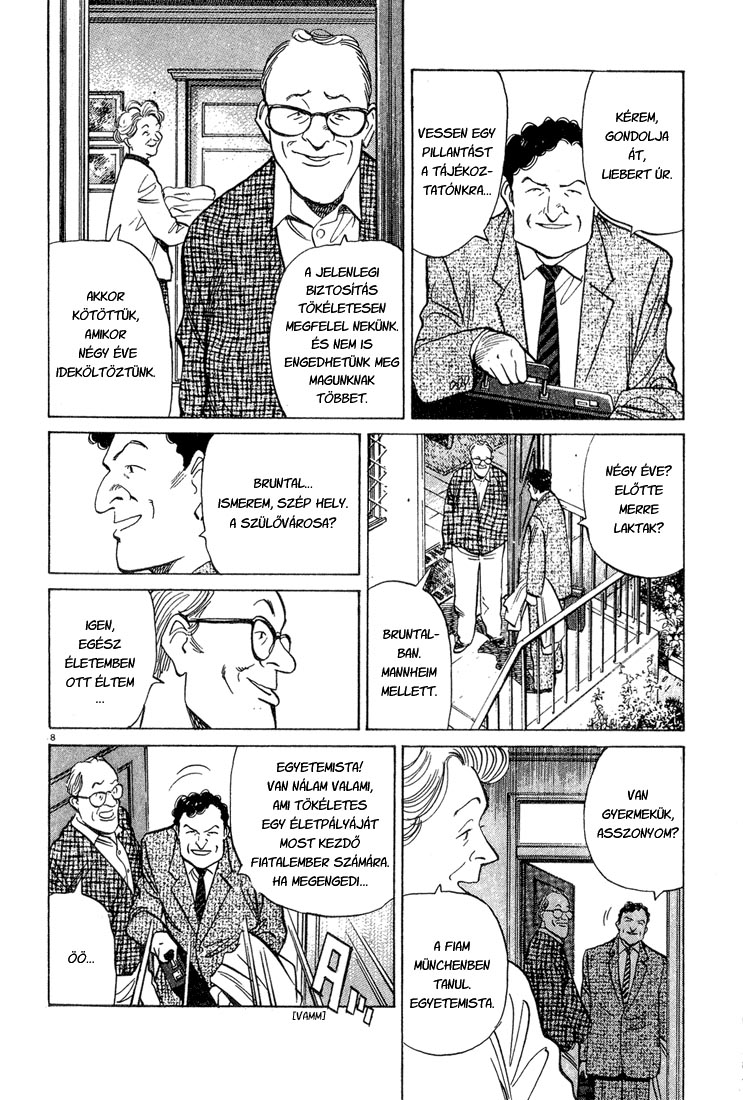 KÉREM,
GONDOLJA
ÁT,
LIEBERT ÚR.
VESSEN EGY
PILLANTÁST
A TÁJÉKOZ-
TATÓNKRA...
A JELENLEGI
BIZTOSÍTÁS
TÖKÉLETESEN
MEGFELEL NEKÜNK.
ÉS NEM IS
ENGEDHETÜNK MEG
MAGUNKNAK
TÖBBET.
AKKOR
KÖTÖTTÜK,
AMIKOR
NÉGY ÉVE
IDEKÖLTÖZTÜNK.
NÉGY ÉVE?
ELŐTTE
MERRE
LAKTAK?
BRUNTAL-
BAN.
MANNHEIM
MELLETT.
BRUNTAL...
ISMEREM, SZÉP HELY.
A SZÜLŐVÁROSA?
IGEN,
EGÉSZ
ÉLETEMBEN
OTT ÉLTEM
...
8
VAN
GYERMEKÜK,
ASSZONYOM?
A FIAM
MÜNCHENBEN
TANUL.
EGYETEMISTA.
EGYETEMISTA!
VAN NÁLAM VALAMI,
AMI TÖKÉLETES
EGY ÉLETPÁLYÁJÁT
MOST KEZDŐ
FIATALEMBER SZÁMÁRA.
HA MEGENGEDI...
ÖÖ...
[VAMM]